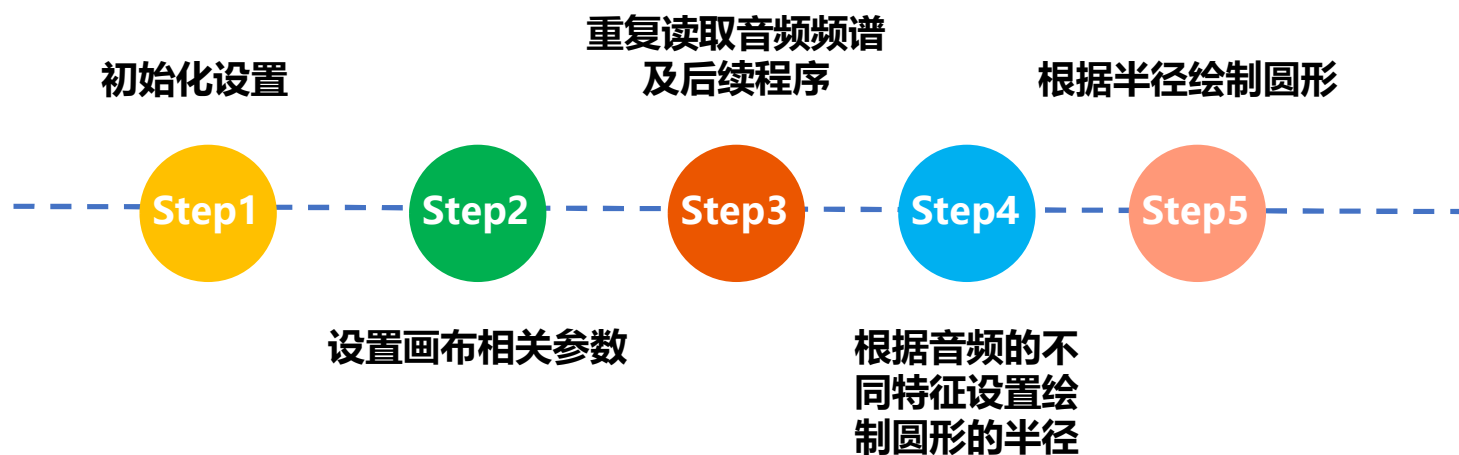 重复读取音频频谱
及后续程序
初始化设置
根据半径绘制圆形
Step1
Step2
Step3
Step4
Step5
设置画布相关参数
根据音频的不
同特征设置绘
制圆形的半径